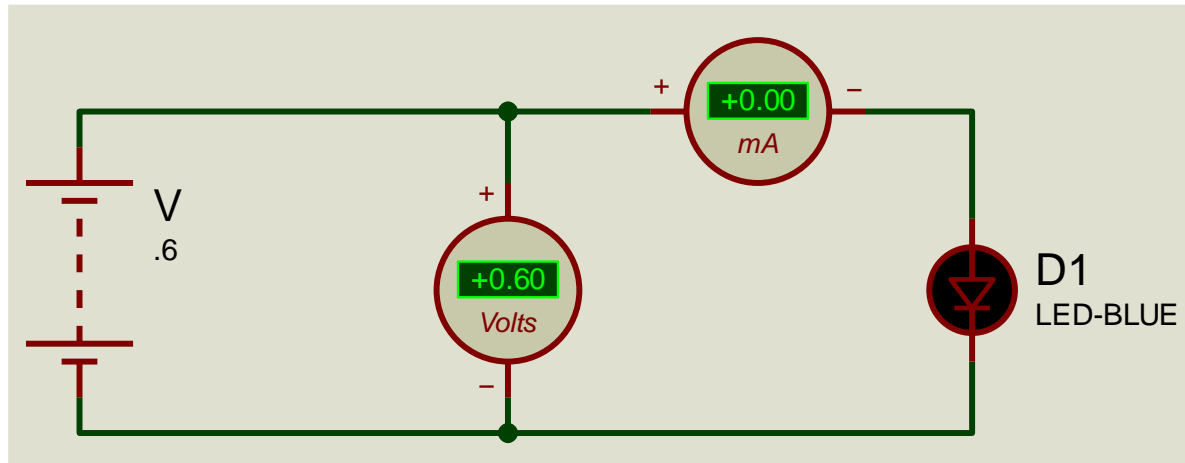 +
+0.00
−
mA
V
.6
+
+0.60
Volts
−
D1
LED-BLUE